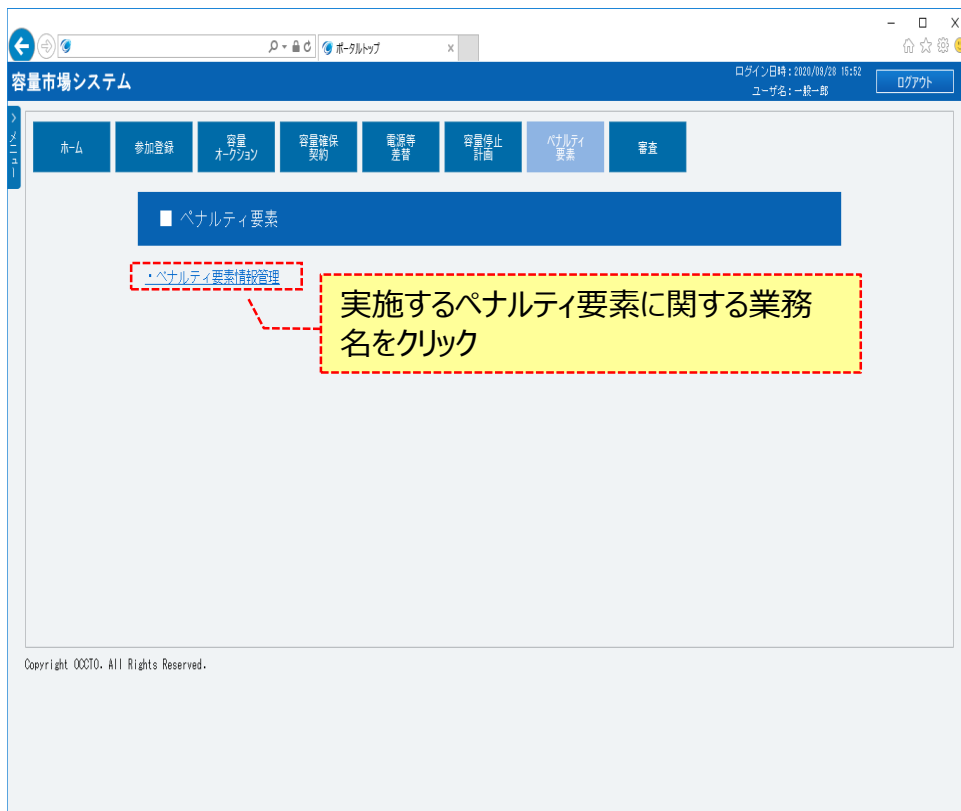 ポータルトップ
容量市場システム
ログイン日時：2020/09/28 15:52
ユーザ名：一般一郎
ログアウト
＞メニュー
ホーム
参加登録
容量
オークション
容量確保
契約
電源等
差替
容量停止
計画
ペナルティ
要素
審査
■ ペナルティ要素
・ペナルティ要素情報管理
実施するペナルティ要素に関する業務
名をクリック
Copyright OCCTO. All Rights Reserved.